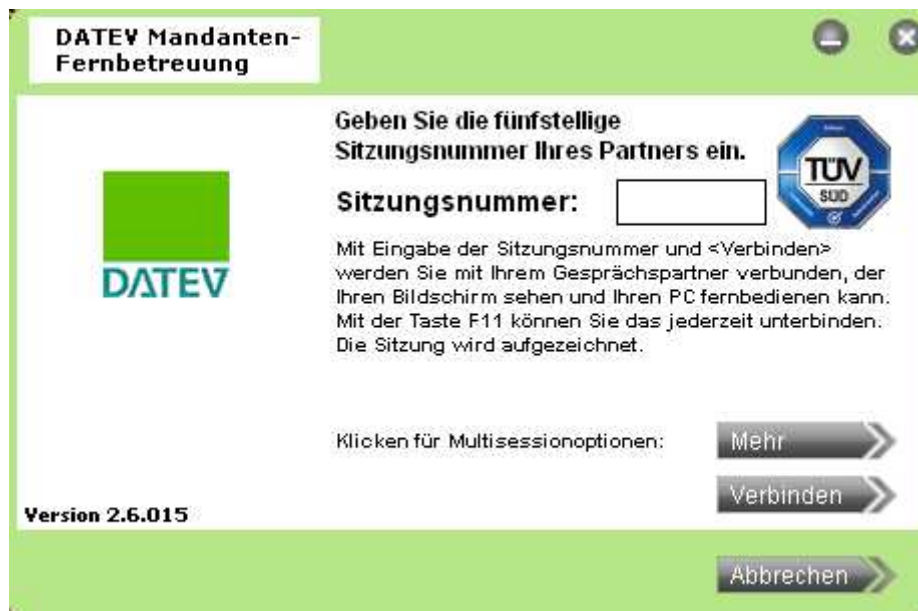 DATEV Mandanten-
Fernbetreuung
Geben Sie die fünfstellige
Sitzungsnummer Ihres Partners ein.
TÜV
SÜD
Sitzungsnummer:
DATEV
Mit Eingabe der Sitzungsnummer und <Verbinden>
werden Sie mit Ihrem Gesprächspartner verbunden, der
Ihren Bildschirm sehen und Ihren PC fernbedienen kann.
Mit der Taste F11 können Sie das jederzeit unterbinden.
Die Sitzung wird aufgezeichnet.
Klicken für Multisessionoptionen:
Mehr
Verbinden
Version 2.6.015
Abbrechen